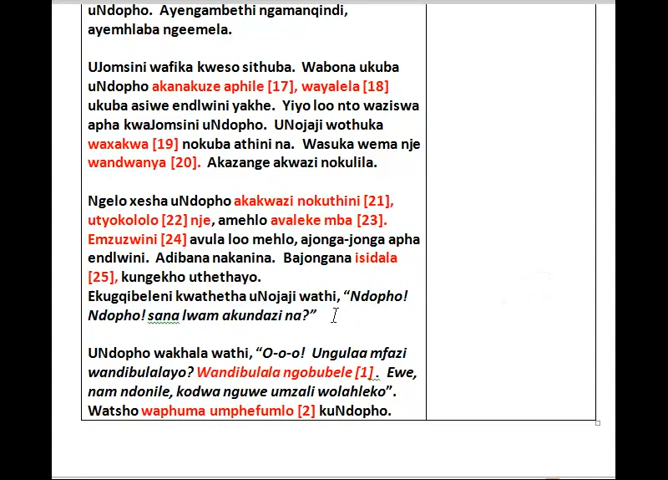 uNdopho.  Ayengambethi ngamanqindi,
ayemhlaba ngeemela.
UJomsini wafika kweso sithuba.  Wabona ukuba
uNdopho akanakuze aphile [17], wayalela [18]
ukuba asiwe endlwini yakhe.  Yiyo loo nto waziswa
apha kwaJomsini uNdopho.  UNojaji wothuka
waxakwa [19] nokuba athini na.  Wasuka wema nje
wandwanya [20].  Akazange akwazi nokulila.
Ngelo xesha uNdopho akakwazi nokuthini [21],
utyokololo [22] nje, amehlo avaleke mba [23].
Emzuzwini [24] avula loo mehlo, ajonga-jonga apha
endlwini.  Adibana nakanina.  Bajongana isidala
[25], kungekho uthethayo.
Ekugqibeleni kwathetha uNojaji wathi, “Ndopho!
Ndopho! sana lwam akundazi na?”
UNdopho wakhala wathi, “O-o-o!  Ungulaa mfazi
wandibulalayo? Wandibulala ngobubele [1] .  Ewe,
nam ndonile, kodwa nguwe umzali wolahleko”.
Watsho waphuma umphefumlo [2] kuNdopho.